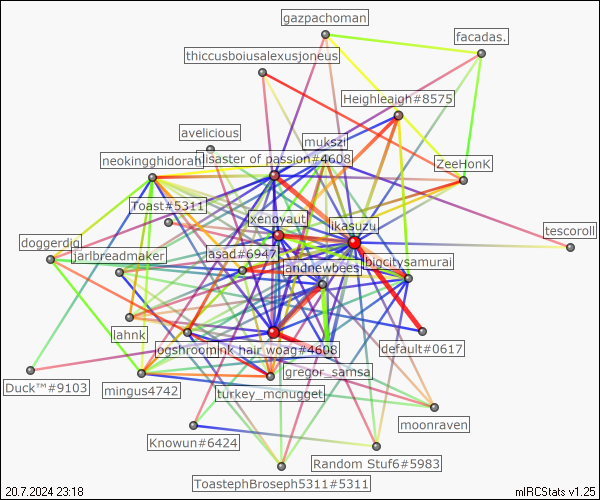 gazpachoman
facadas.
thiccusboiusalexusjoneus
Heighleaigh#8575
avelicious
mukszi
neokingghidorah
disaster of passion#4608
ZeeHonK
Toast#5311
xenoyaut
ikasuzu
tescoroll
doggerdig
jarlbreadmaker
asad#6947
bigcitysamurai
andnewbees
lahnk
ogshroom
ink hair woag#4608
default#0617
gregor_samsa
Duck™#9103
mingus4742
turkey_mcnugget
moonraven
Knowun#6424
Random Stuf6#5983
ToastephBroseph5311#5311
20.7.2024 23:18
mIRCStats v1.25